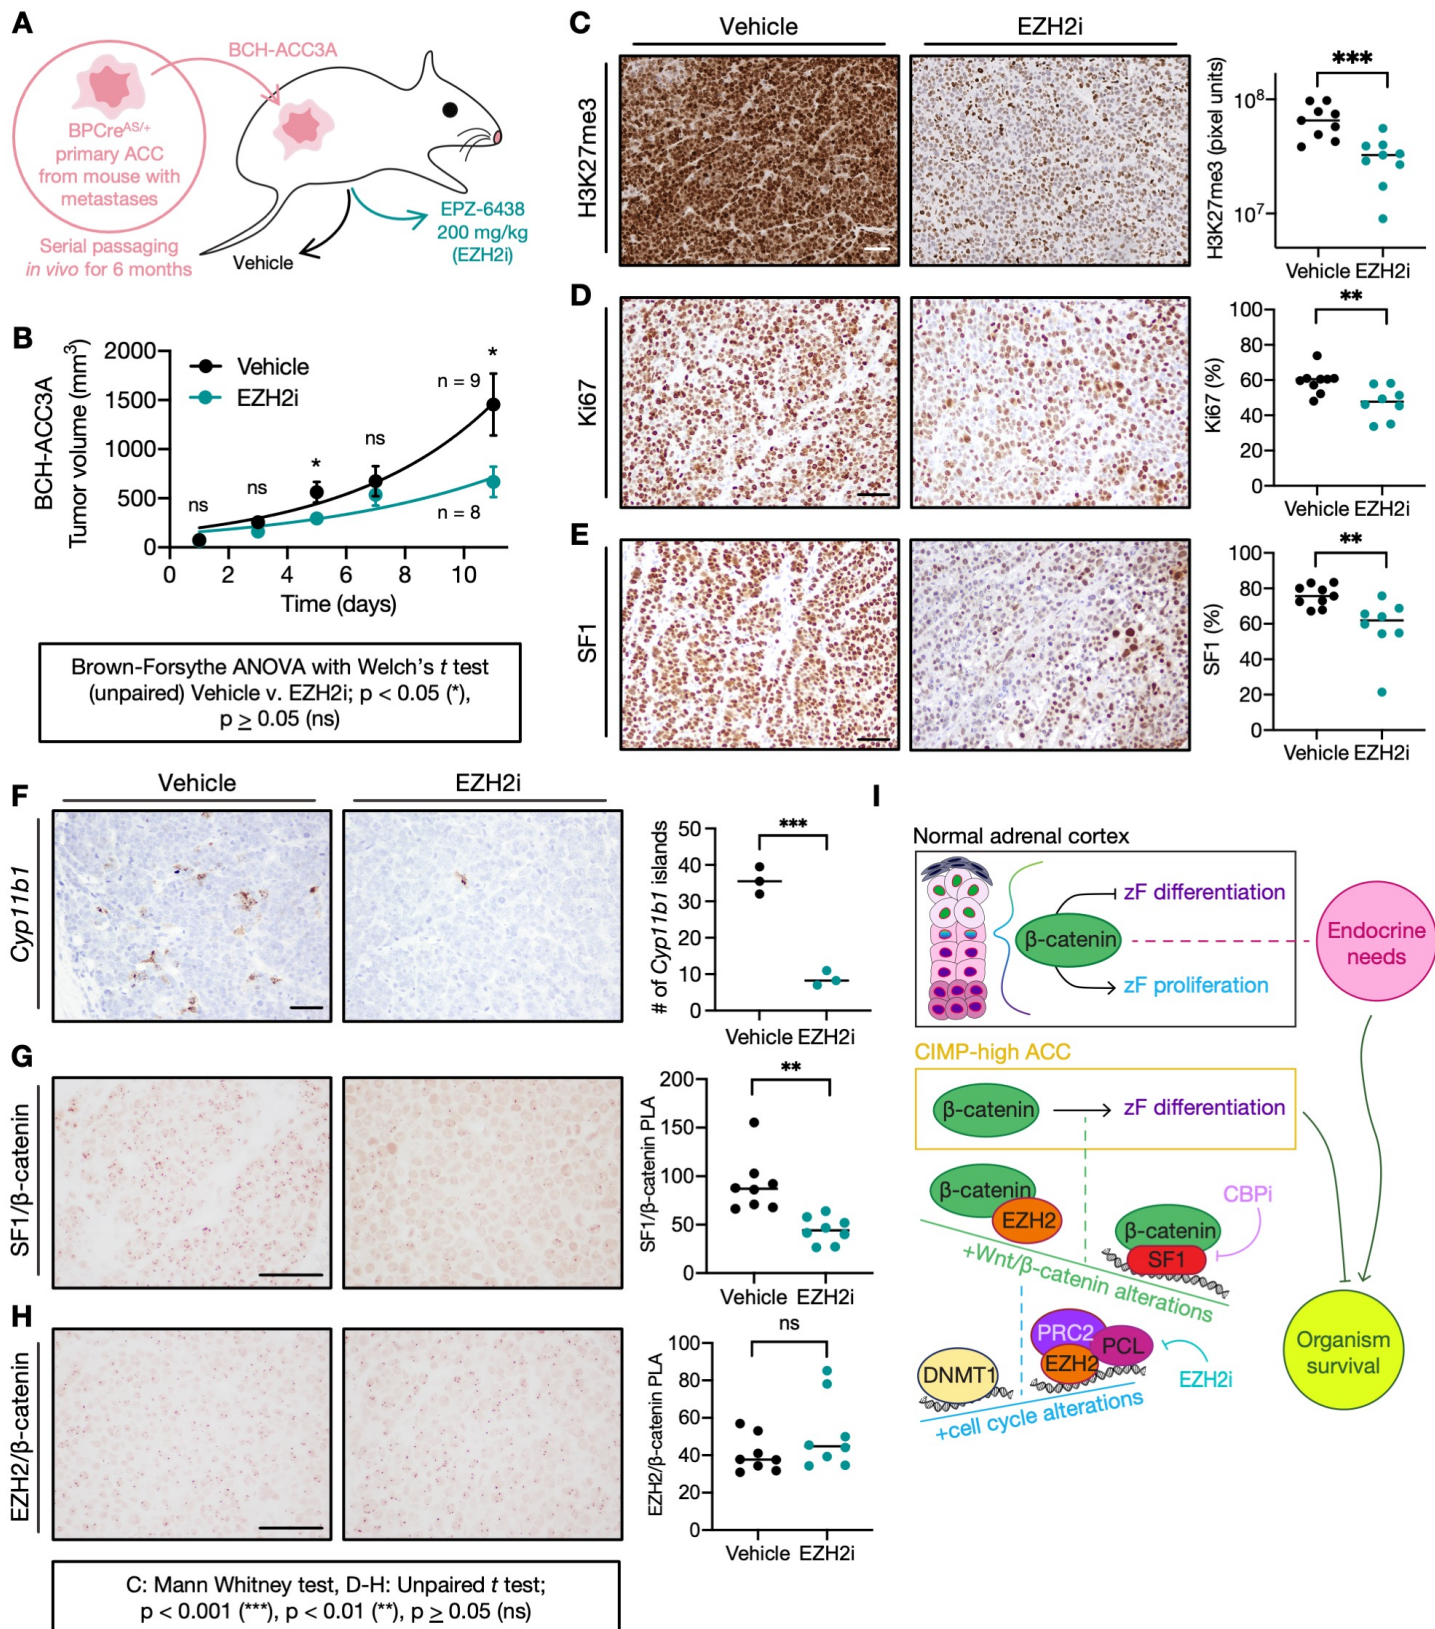 A
BCH-ACC3A
BPCreAS/+
primary ACC
from mouse with
metastases
Serial passaging
in vivo for 6 months
Vehicle
EPZ-6438
200 mg/kg
(EZH2i)
B
BCH-ACC3A
Tumor volume (mm3)
2000
1500
1000
500
0
Vehicle
EZH2i
ns
ns
*
ns
*
n = 9
n = 8
0 2 4 6 8 10
Time (days)
Brown-Forsythe ANOVA with Welch's t test
(unpaired) Vehicle v. EZH2i; p < 0.05 (*),
p ≥ 0.05 (ns)
C
Vehicle
EZH2i
H3K27me3
H3K27me3 (pixel units)
10⁸
10⁷
***
Vehicle EZH2i
D
Ki67
Ki67 (%)
100
80
60
40
20
0
**
Vehicle EZH2i
E
SF1
SF1 (%)
100
80
60
40
20
0
**
Vehicle EZH2i
F
Vehicle
EZH2i
Cyp11b1
# of Cyp11b1 islands
50
40
30
20
10
0
***
Vehicle EZH2i
G
SF1/β-catenin
SF1/β-catenin PLA
200
150
100
50
0
**
Vehicle EZH2i
H
EZH2/β-catenin
EZH2/β-catenin PLA
100
80
60
40
20
0
ns
Vehicle EZH2i
C: Mann Whitney test, D-H: Unpaired t test;
p < 0.001 (***), p < 0.01 (**), p ≥ 0.05 (ns)
I
Normal adrenal cortex
zF differentiation
β-catenin
zF proliferation
Endocrine
needs
CIMP-high ACC
β-catenin
zF differentiation
β-catenin
EZH2
CBPi
β-catenin
SF1
+Wnt/β-catenin alterations
PRC2
PCL
EZH2
DNMT1
EZH2i
+cell cycle alterations
Organism
survival